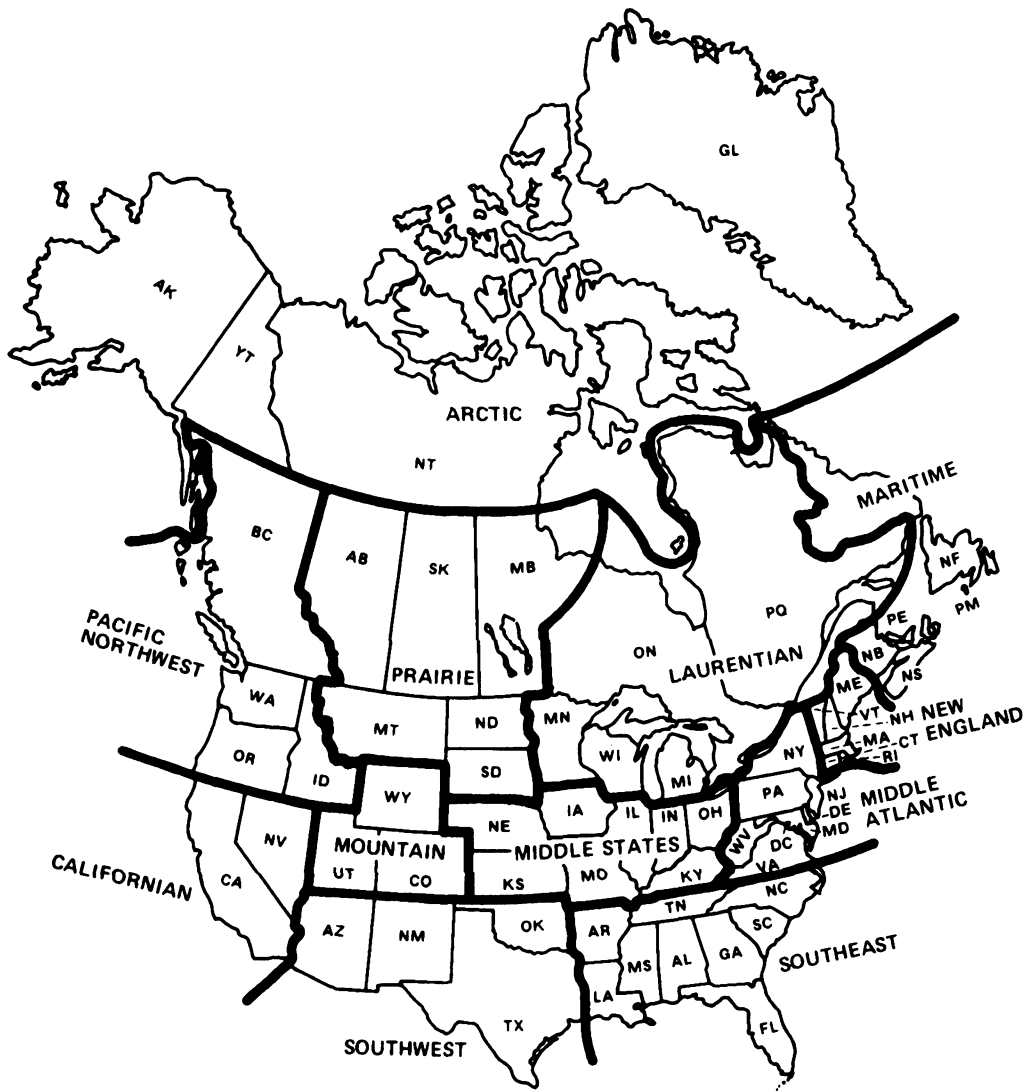 GL
AK
YT
ARCTIC
NT
MARITIME
BC
AB
SK
MB
NF
PM
PE
PQ
PACIFIC
NORTHWEST
ON
LAURENTIAN
NB
NS
PRAIRIE
ME
WA
MT
ND
MN
VT
NH NEW
ENGLAND
MA
CT
RI
WI
OR
ID
SD
MI
NY
WY
PA
NJ
DE
MD
MIDDLE
ATLANTIC
IA
IL
IN
OH
NE
NV
MOUNTAIN
MIDDLE STATES
WV
DC
VA
CALIFORNIAN
CA
UT
CO
KS
MO
KY
NC
TN
AZ
NM
OK
AR
SC
MS
AL
GA
SOUTHEAST
LA
TX
FL
SOUTHWEST